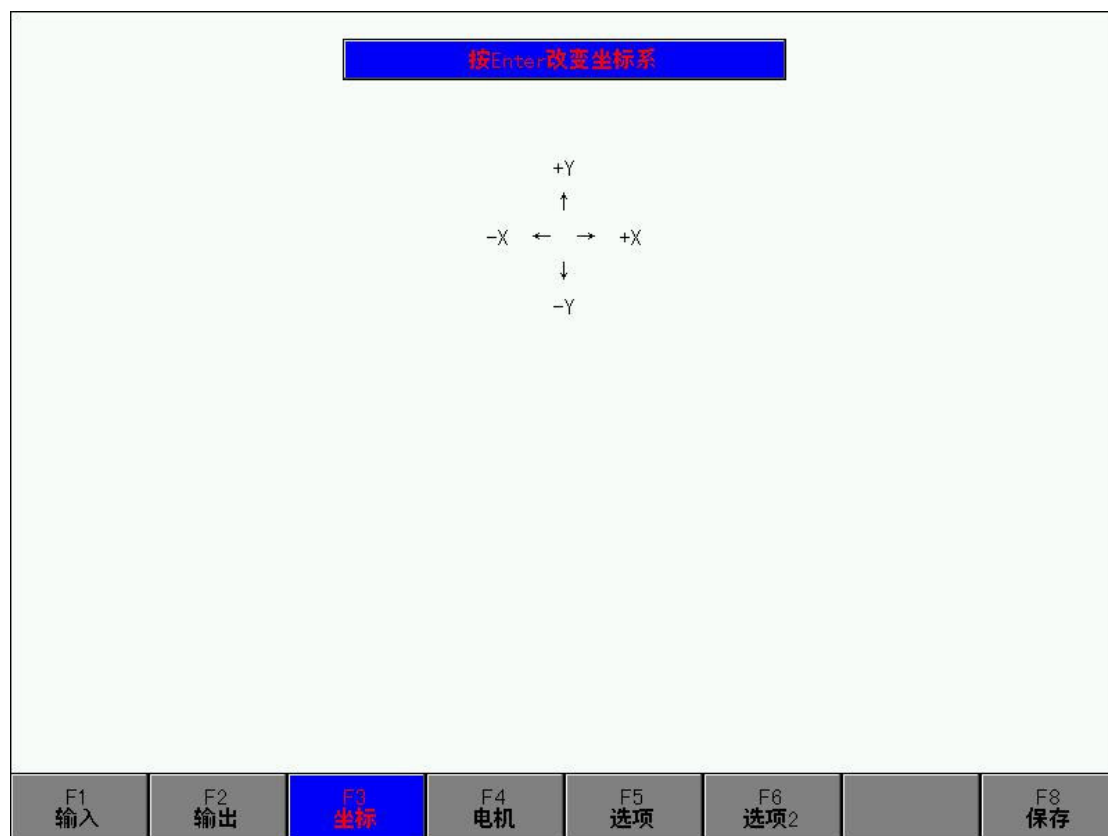 按Enter改变坐标系
+Y
↑
-X ← → +X
↓
-Y
F1 F2 F3 F4 F5 F6 F8
输入 输出 坐标 电机 选项 选项2 保存